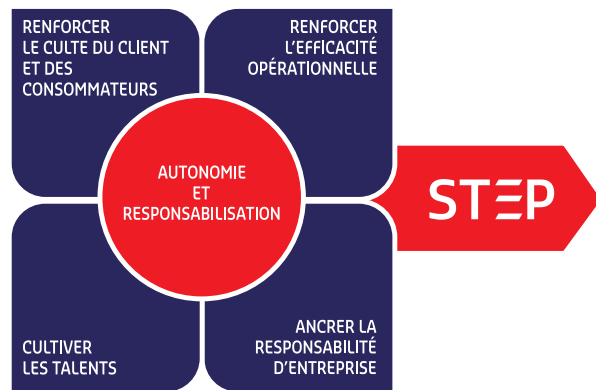 RENFORCER
LE CULTE DU CLIENT
ET DES
CONSOMMATEURS
RENFORCER
L'EFFICACITÉ
OPÉRATIONNELLE
AUTONOMIE
ET
RESPONSABILISATION
STEP
CULTIVER
LES TALENTS
ANCRER LA
RESPONSABILITÉ
D'ENTREPRISE